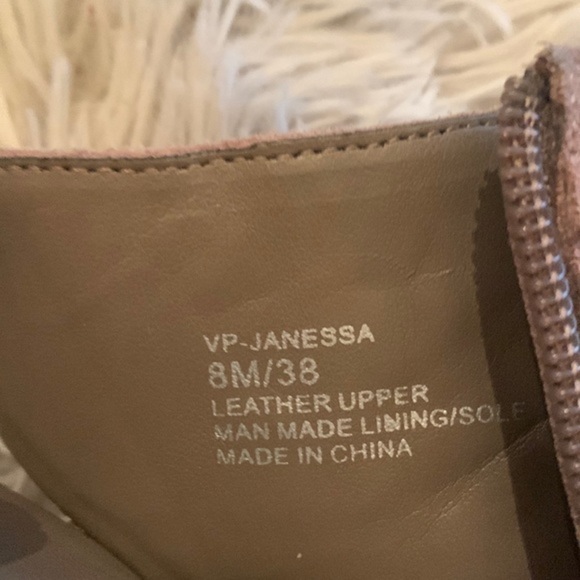 VP-JANESSA
8M/38
LEATHER UPPER
MAN MADE LINING/SOLE
MADE IN CHINA